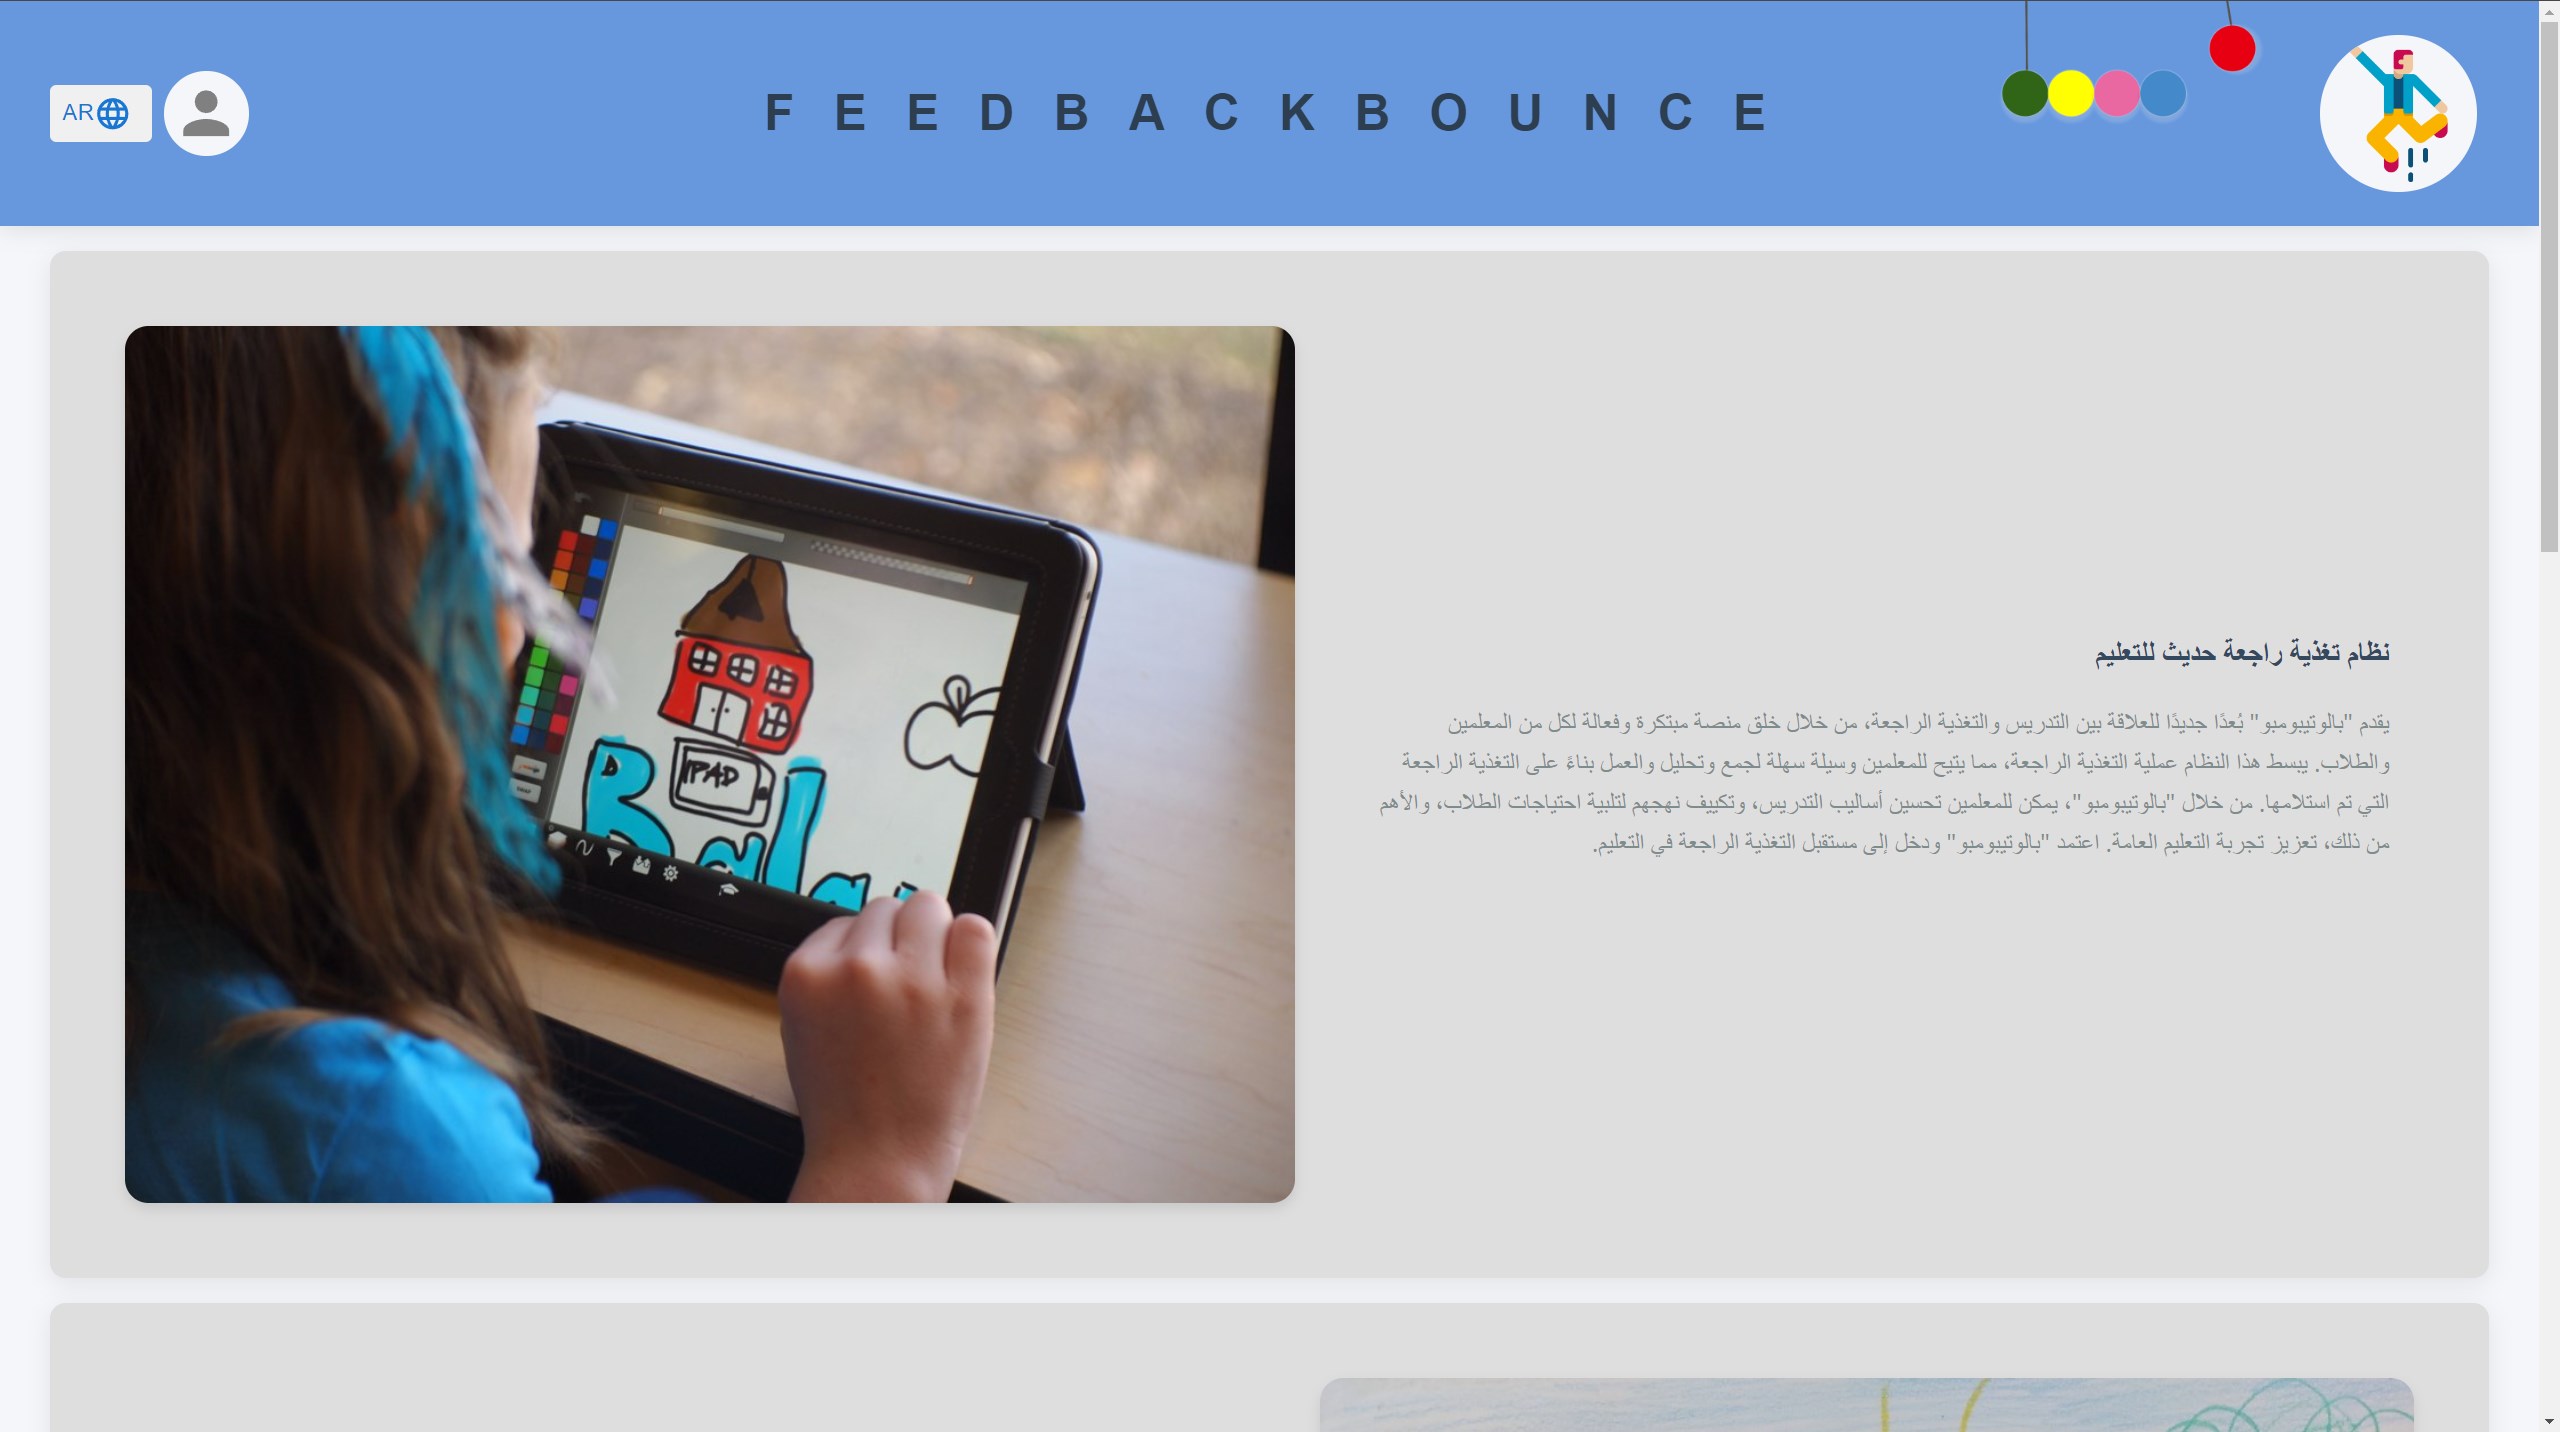 AR
FEEDBACKBOUNCE
نظام تغذية راجعة حديث للتعليم
يقدم "بالوتيبومبو" بُعدًا جديدًا للعلاقة بين التدريس والتغذية الراجعة، من خلال خلق منصة مبتكرة وفعالة لكل من المعلمين
والطلاب. يبسط هذا النظام عملية التغذية الراجعة، مما يتيح للمعلمين وسيلة سهلة لجمع وتحليل والعمل بناءً على التغذية الراجعة
التي تم استلامها. من خلال "بالوتيبومبو"، يمكن للمعلمين تحسين أساليب التدريس، وتكييف نهجهم لتلبية احتياجات الطلاب، والأهم
من ذلك، تعزيز تجربة التعليم العامة. اعتمد "بالوتيبومبو" ودخل إلى مستقبل التغذية الراجعة في التعليم.
IPAD